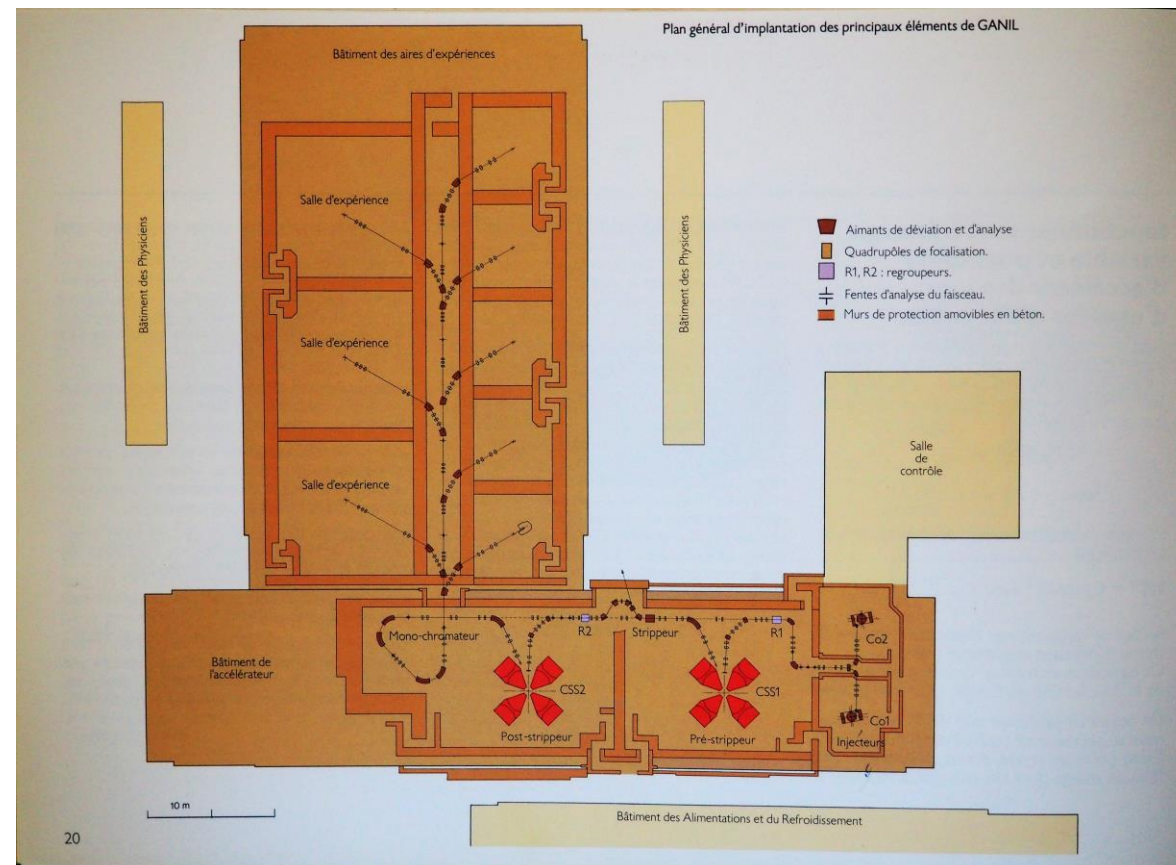 Plan général d'implantation des principaux éléments de GANIL
Bâtiment des aires d'expériences
Bâtiment des Physiciens
Salle d'expérience
Salle d'expérience
Salle d'expérience
Bâtiment des Physiciens
Aimants de déviation et d'analyse
Quadrupôles de focalisation.
R1, R2 : regroupeurs.
Fentes d'analyse du faisceau.
Murs de protection amovibles en béton.
Salle
de
contrôle
Mono-chromateur
R2
Strippeur
R1
Co2
Bâtiment de
l'accélérateur
CSS2
CSS1
Co1
Post-strippeur
Pré-strippeur
Injecteurs
10 m
Bâtiment des Alimentations et du Refroidissement
20